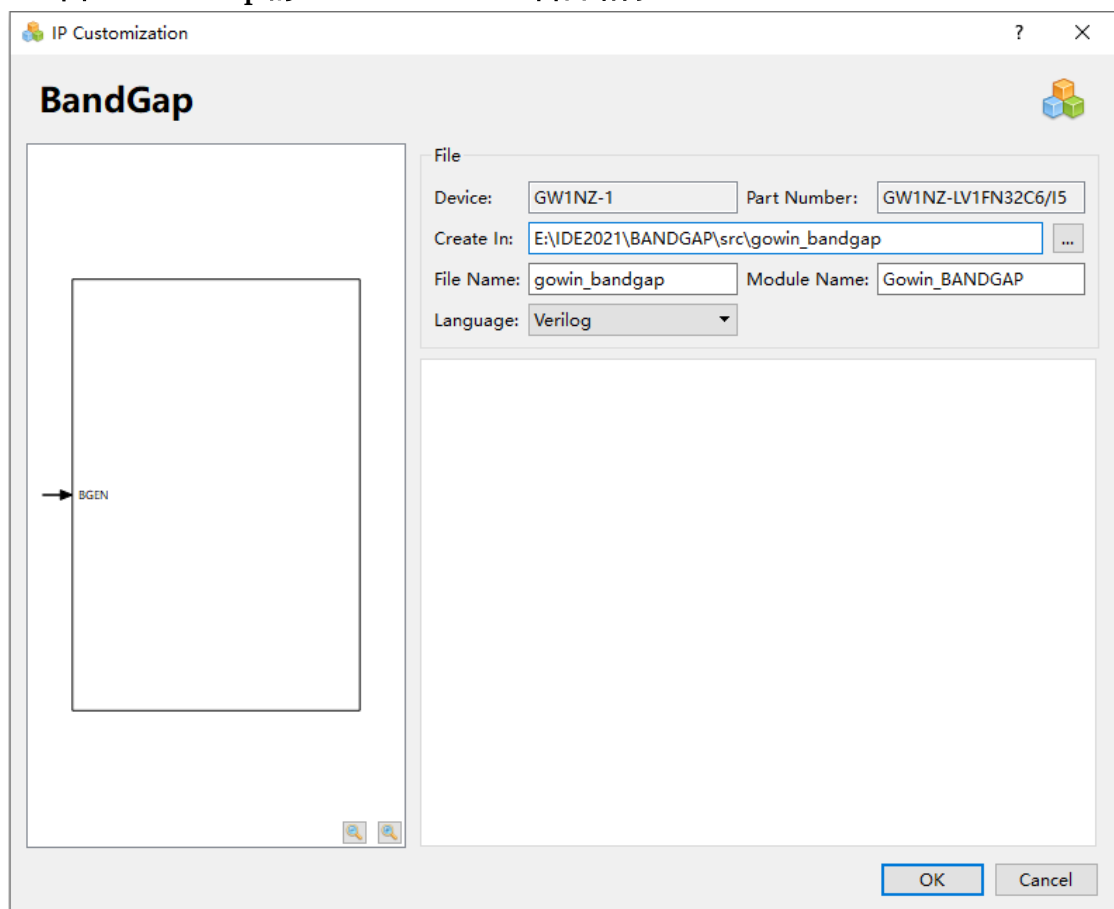 IP Customization
BandGap
File
Device: GW1NZ-1 Part Number: GW1NZ-LV1FN32C6/I5
Create In: E:\IDE2021\BANDGAP\src\gowin_bandgap ...
File Name: gowin_bandgap Module Name: Gowin_BANDGAP
Language: Verilog
BGEN
OK Cancel